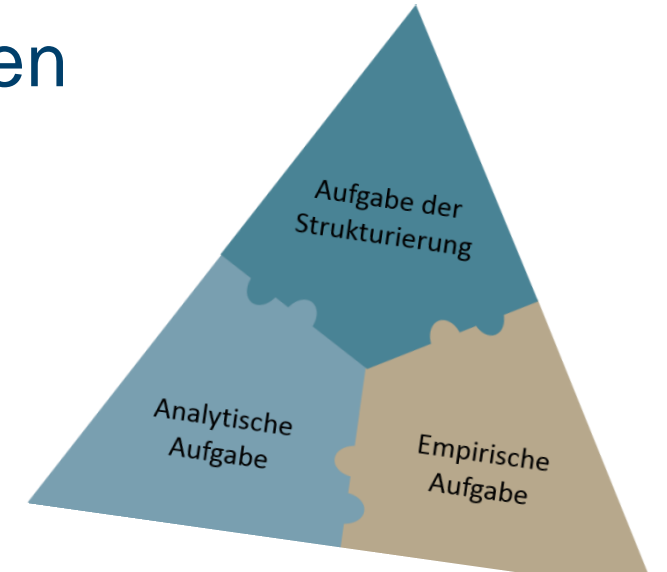 en
Aufgabe der
Strukturierung
Analytische
Aufgabe
Empirische
Aufgabe